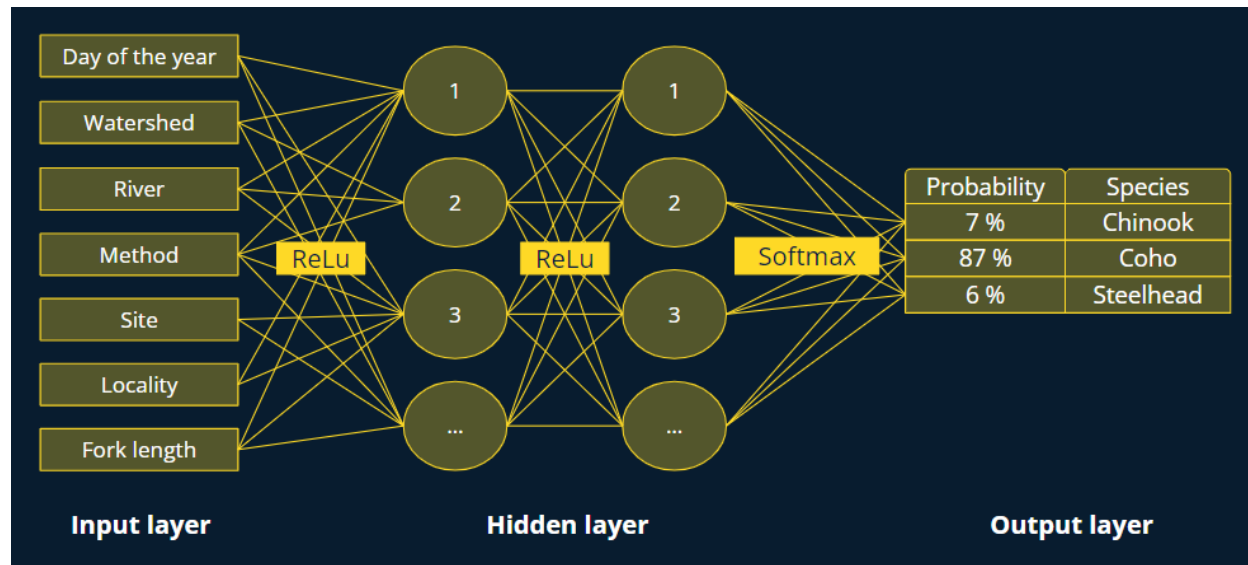 Day of the year
Watershed
River
Method
Site
Locality
Fork length
ReLu
1
2
3
...
ReLu
1
2
3
...
Softmax
Probability Species
7 % Chinook
87 % Coho
6 % Steelhead
Input layer Hidden layer Output layer